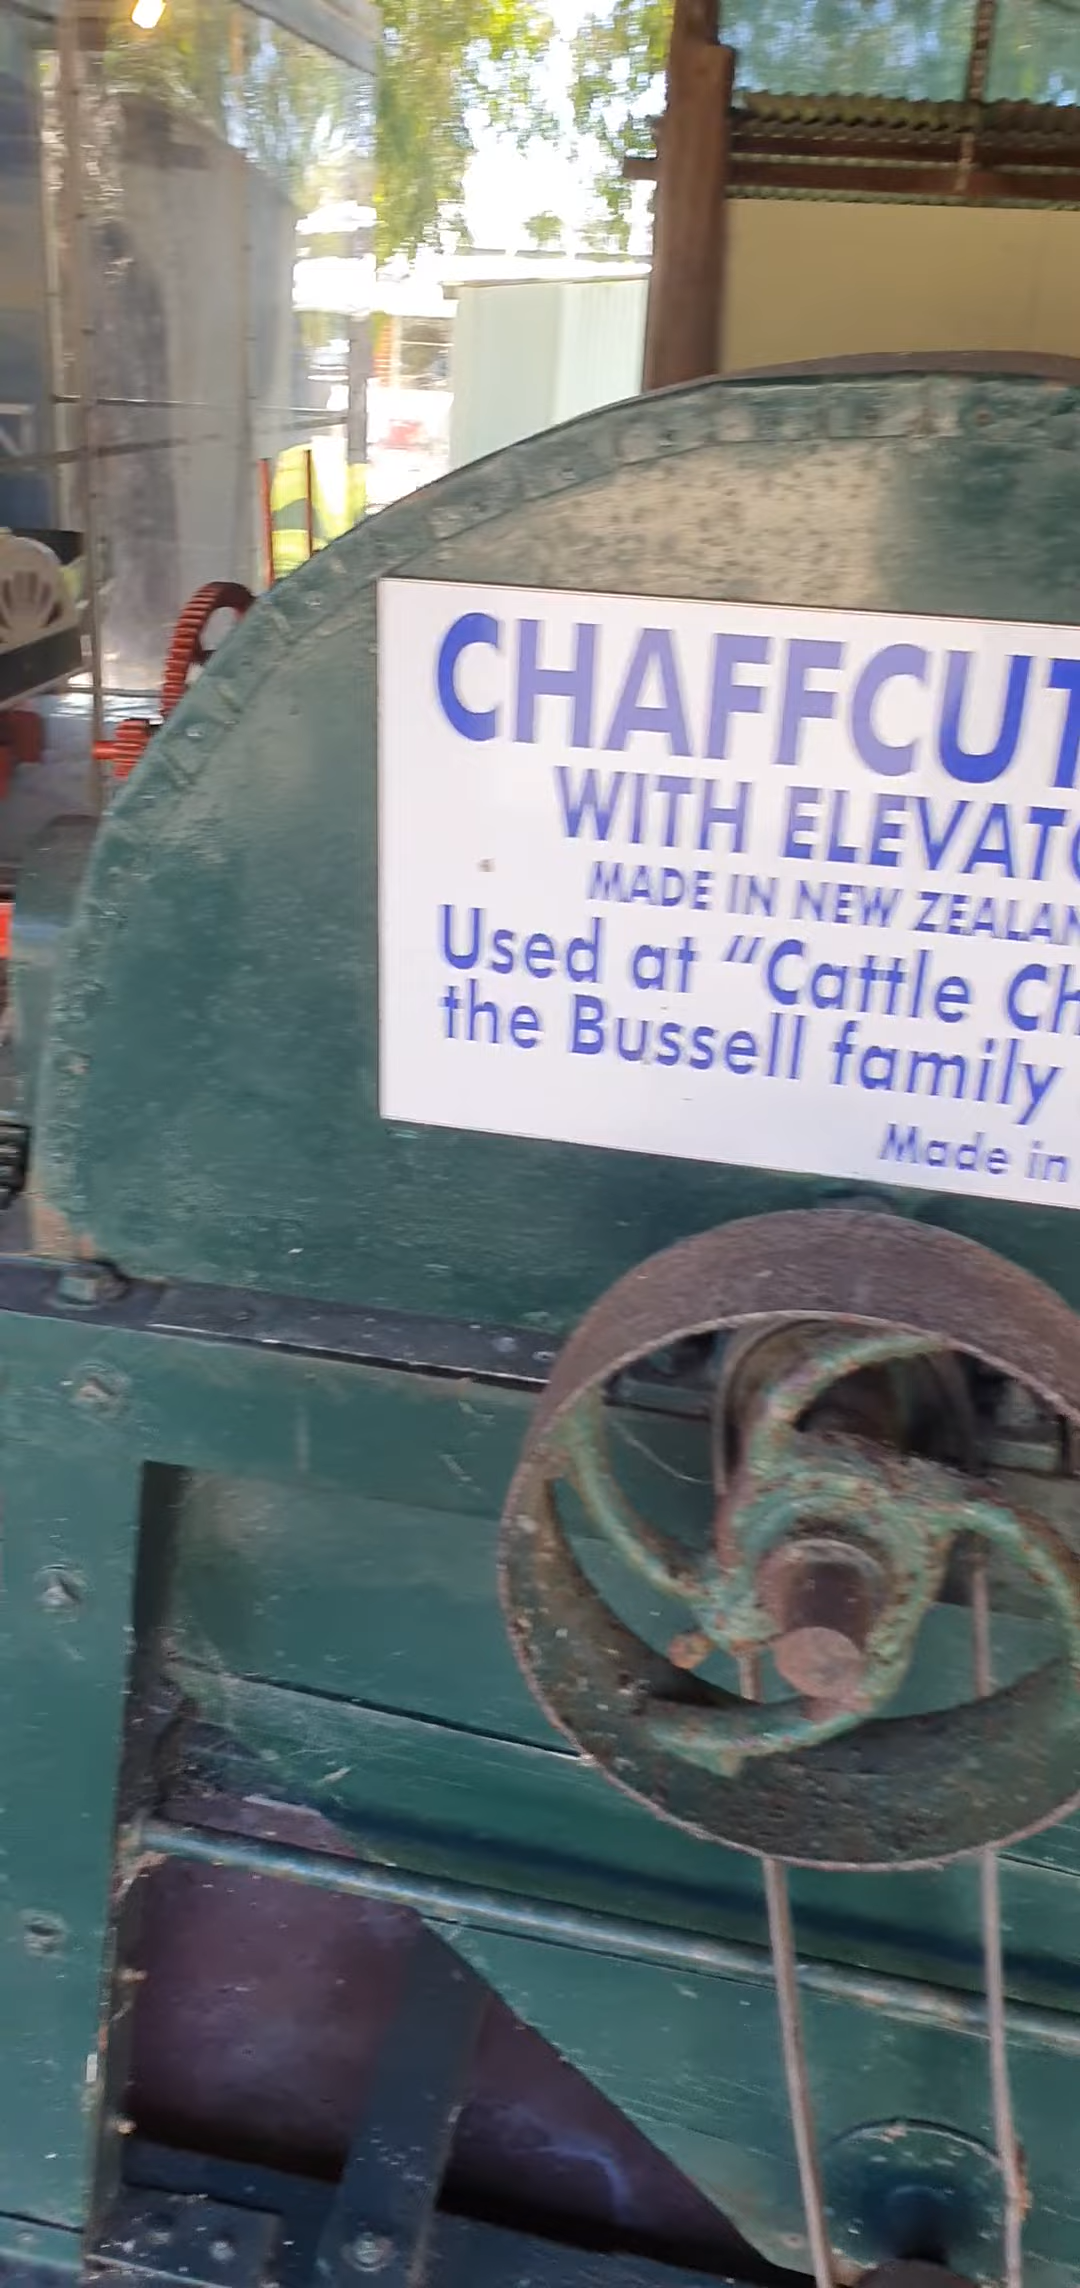 CHAFFCUT
WITH ELEVATO
MADE IN NEW ZEALAN
Used at “Cattle Ch
the Bussell family
Made in
N